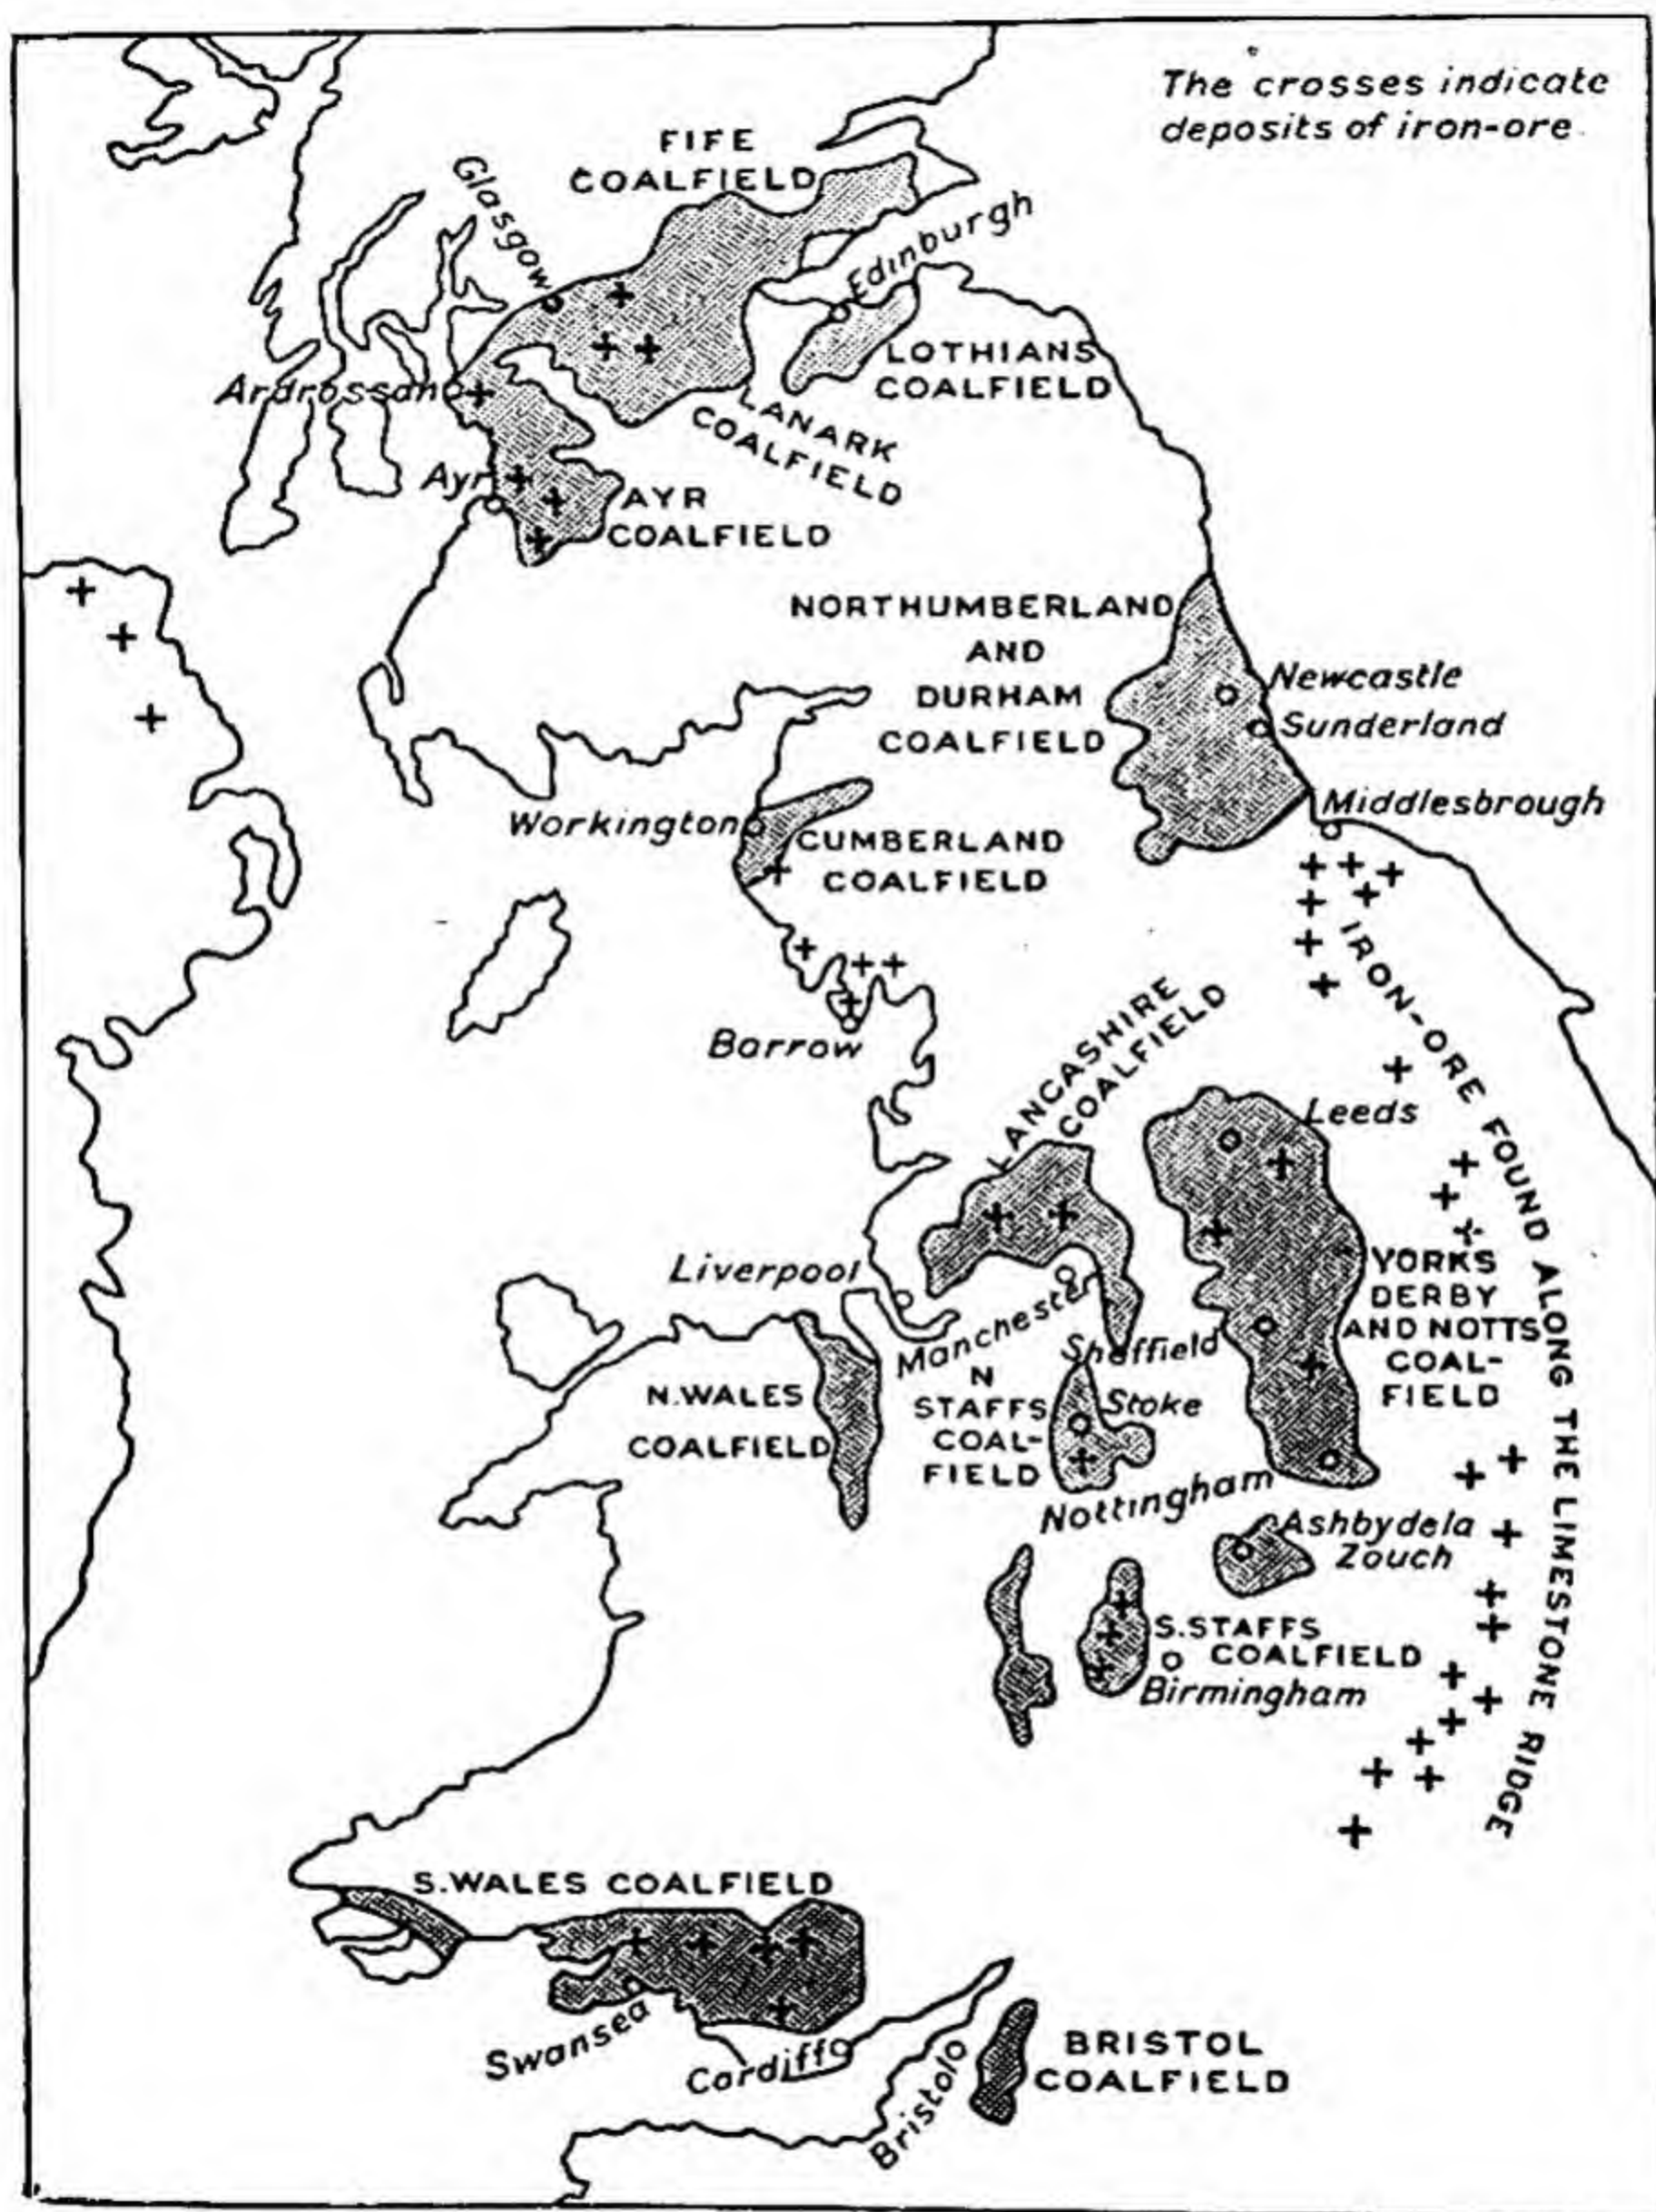 The crosses indicate
deposits of iron-ore.
FIFE
COALFIELD
Glasgow
Edinburgh
LOTHIANS
COALFIELD
Ardrossan
LANARK
COALFIELD
Ayr
AYR
COALFIELD
NORTHUMBERLAND
AND
DURHAM
COALFIELD
Newcastle
Sunderland
Middlesbrough
Workington
CUMBERLAND
COALFIELD
Barrow
IRON-ORE FOUND ALONG THE LIMESTONE RIDGE
LANCASHIRE
COALFIELD
Leeds
Liverpool
Manchester
Sheffield
YORKS
DERBY
AND NOTTS
COAL-
FIELD
N.WALES
COALFIELD
N
STAFFS
COAL-
FIELD
Stoke
Nottingham
Ashbydela
Zouch
S.STAFFS
COALFIELD
Birmingham
S.WALES COALFIELD
Swansea
Cardiff
Bristol
BRISTOL
COALFIELD